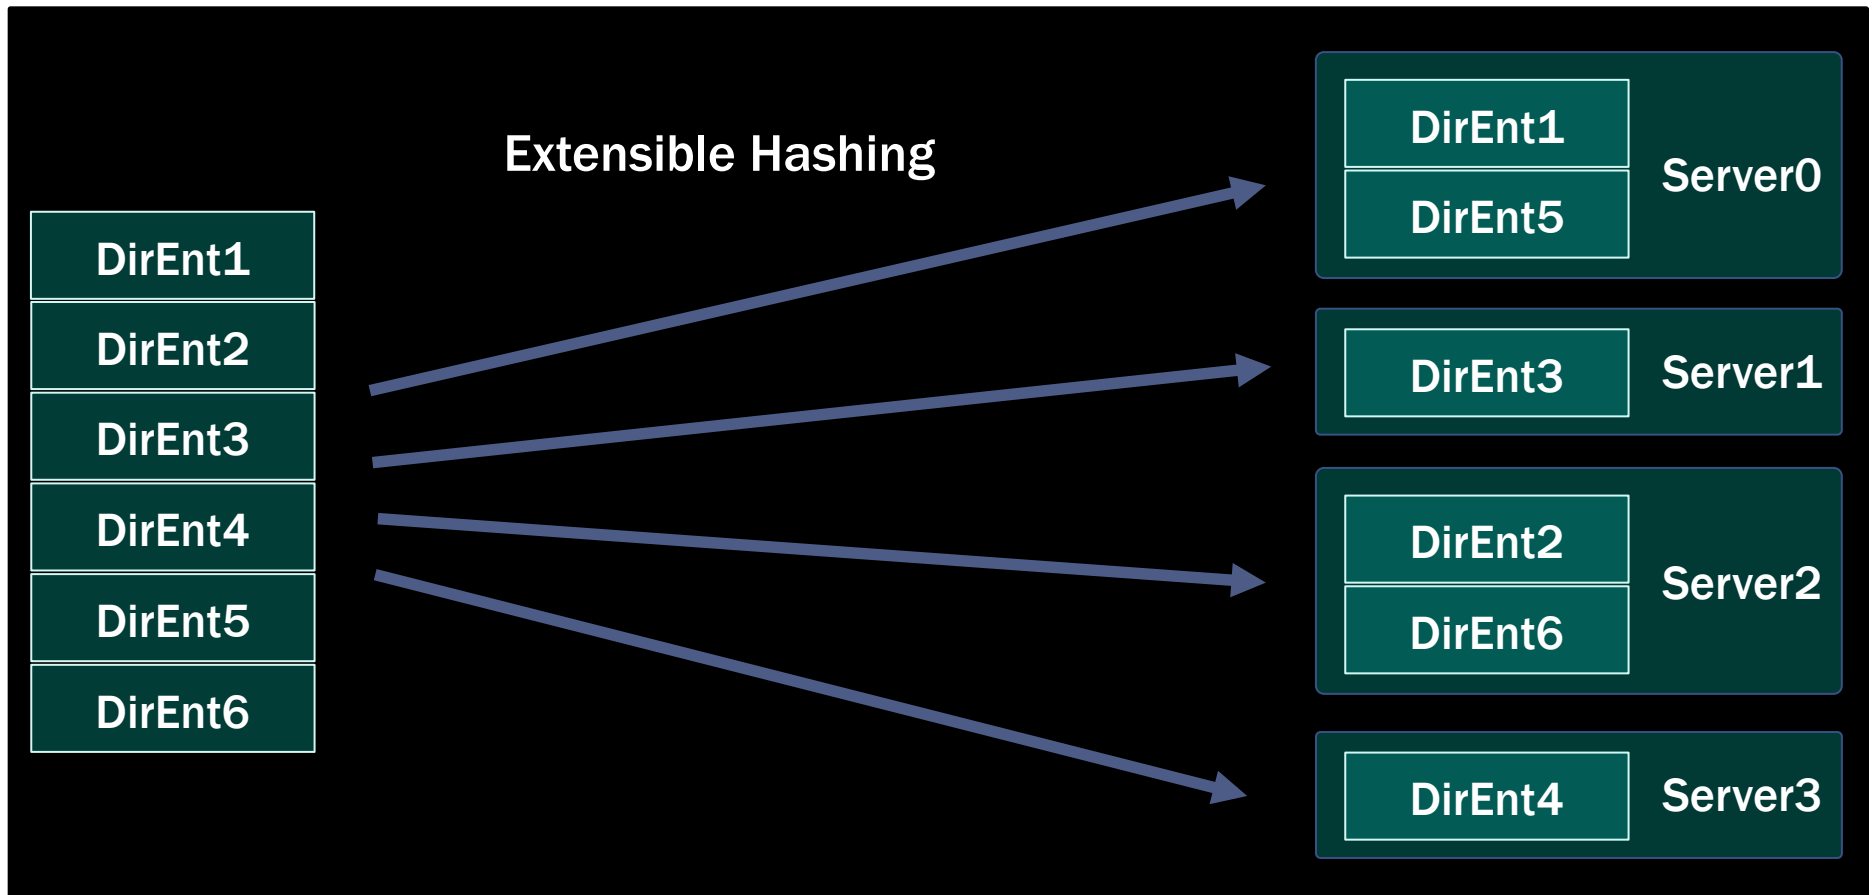 Extensible Hashing
DirEnt1
DirEnt2
DirEnt3
DirEnt4
DirEnt5
DirEnt6
DirEnt1
DirEnt5
Server0
DirEnt3
Server1
DirEnt2
DirEnt6
Server2
DirEnt4
Server3